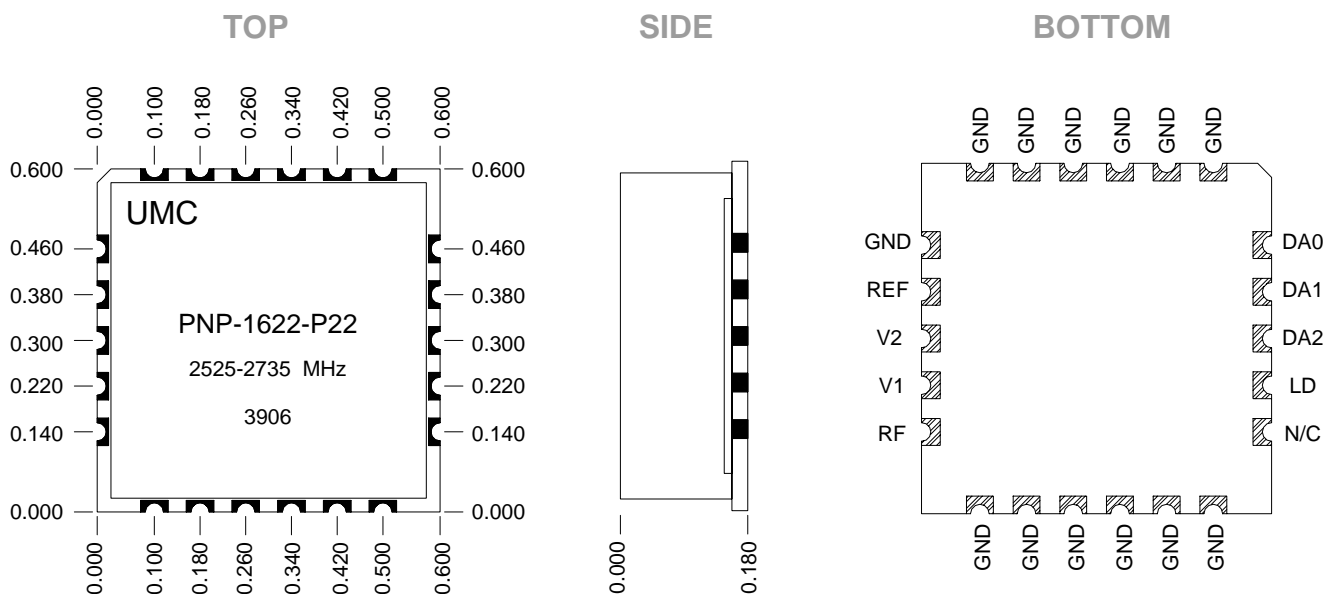 TOP
SIDE
BOTTOM
0.000
0.100
0.180
0.260
0.340
0.420
0.500
0.600
0.600
0.460
0.380
0.300
0.220
0.140
0.000
UMC
PNP-1622-P22
2525-2735 MHz
3906
0.600
0.460
0.380
0.300
0.220
0.140
0.000
0.000
0.100
0.180
0.260
0.340
0.420
0.500
0.600
0.000
0.180
GND
GND
GND
GND
GND
GND
GND
REF
V2
V1
RF
DA0
DA1
DA2
LD
N/C
GND
GND
GND
GND
GND
GND